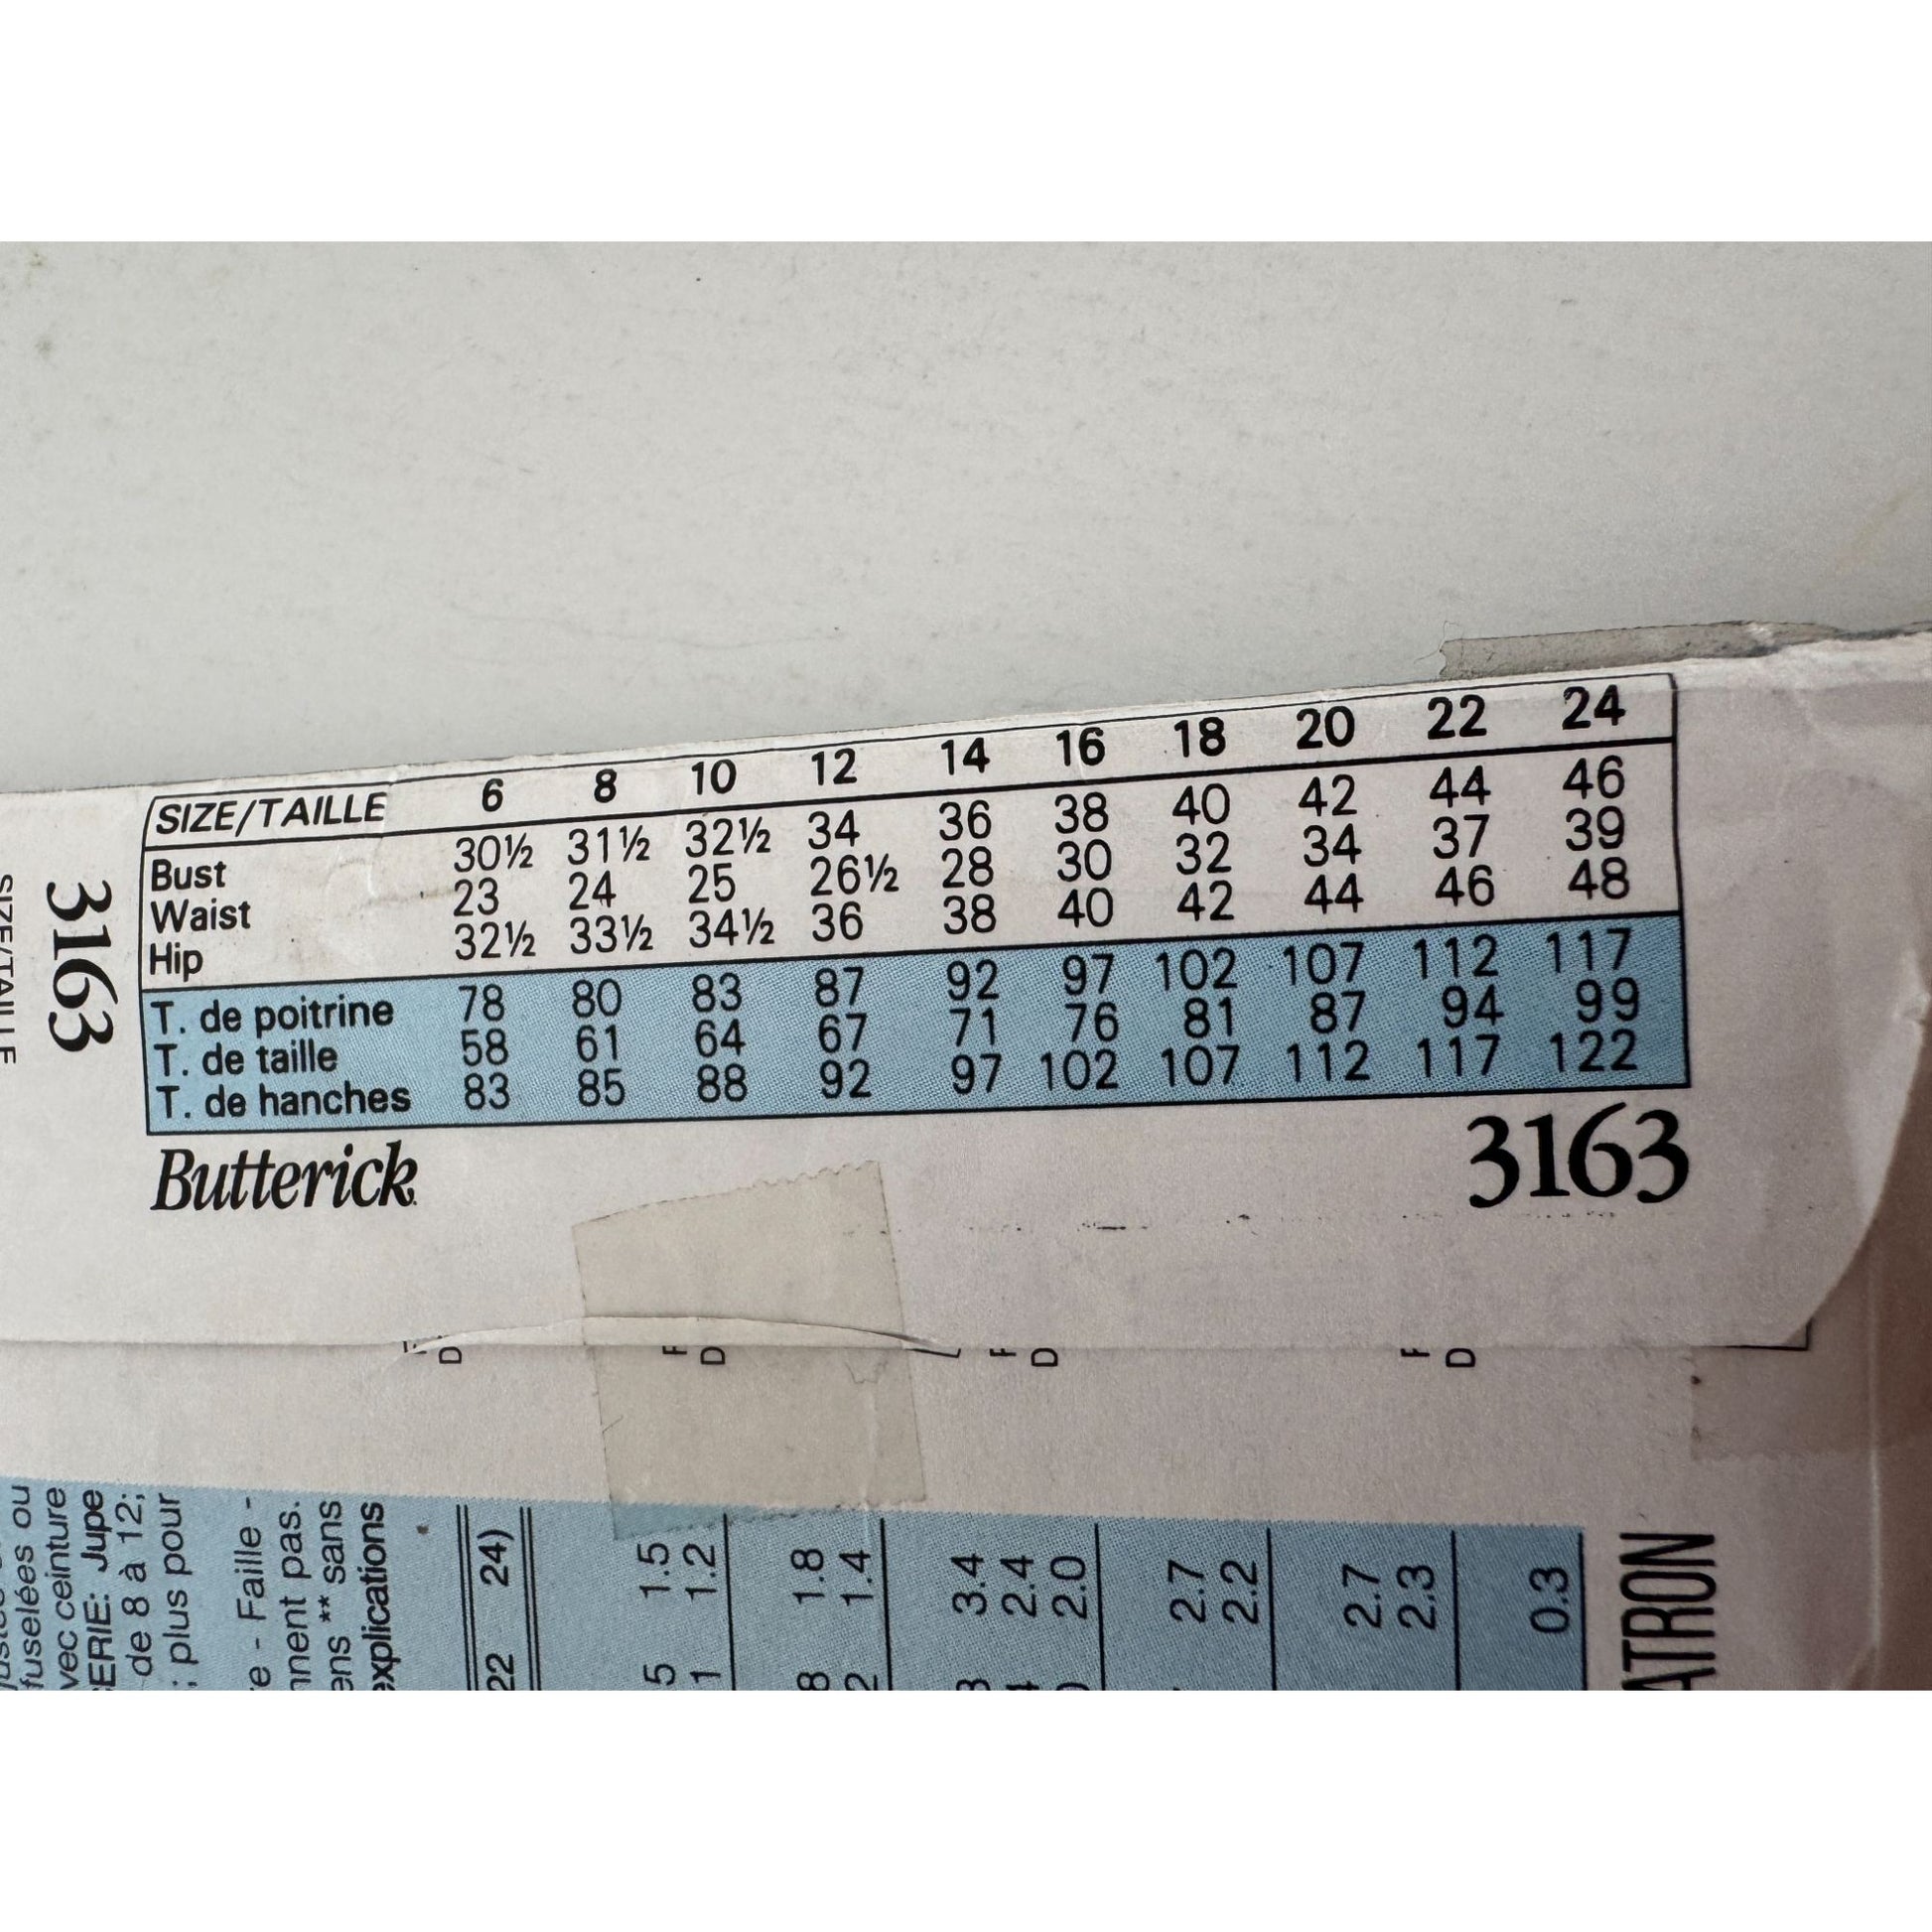 SIZE/TAILLE 6 8 10 12 14 16 18 20 22 24
Bust 30½ 31½ 32½ 34 36 38 40 42 44 46
Waist 23 24 25 26½ 28 30 32 34 37 39
Hip 32½ 33½ 34½ 36 38 40 42 44 46 48
T. de poitrine 78 80 83 87 92 97 102 107 112 117
T. de taille 58 61 64 67 71 76 81 87 94 99
T. de hanches 83 85 88 92 97 102 107 112 117 122
Butterick 3163
3163
SIZE/TAILLE
fuselées ou
vec ceinture
ERIE: Jupe
de 8 à 12;
; plus pour
e - Faille -
nnent pas.
ens ** sans
explications
22 24)
5 1.5
1 1.2
8 1.8
2 1.4
3.4
2.4
2.0
2.7
2.2
2.7
2.3
0.3
ATRON